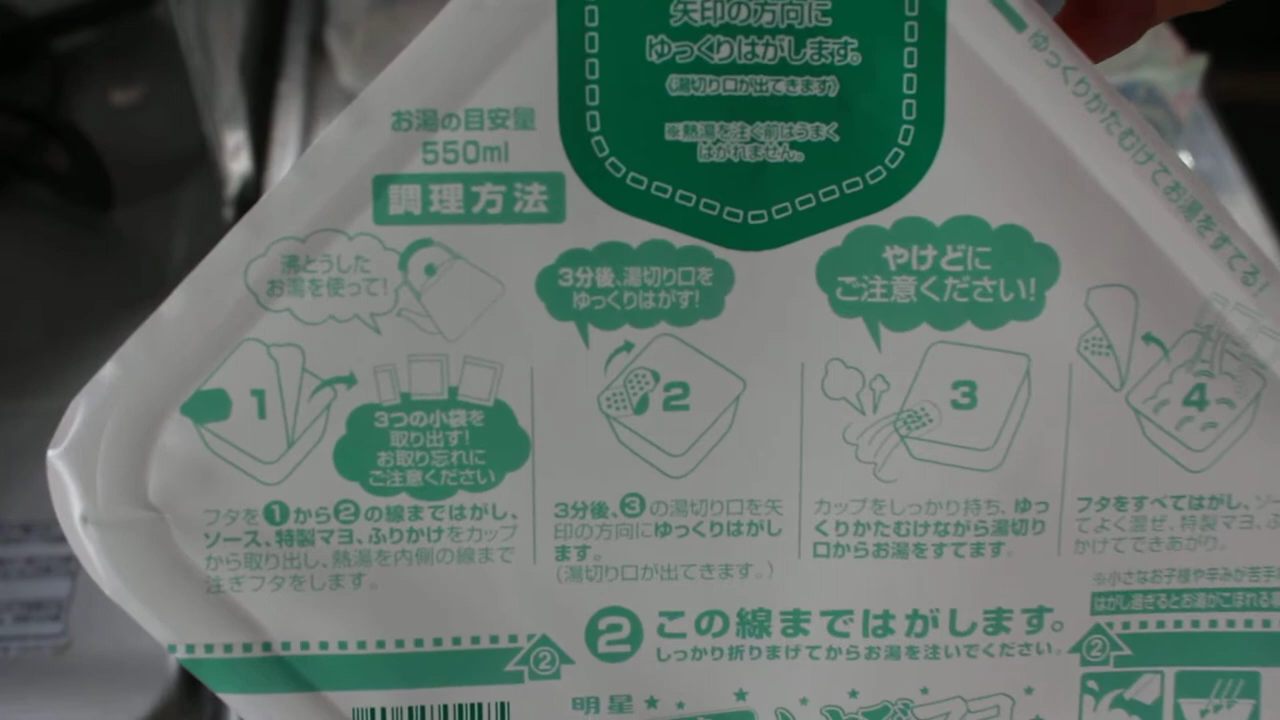 矢印の方向に
ゆっくりはがします。
(湯切り口が出てきます)
※熱湯を注ぐ前はうまく
はがれません。
ゆっくりかたむけてお湯をすてる!
お湯の目安量
550ml
調理方法
沸とうした
お湯を使って!
3分後、湯切り口を
ゆっくりはがす!
やけどに
ご注意ください!
1
3つの小袋を
取り出す!
お取り忘れに
ご注意ください
2
3
4
フタを❶から❷の線まではがし、
ソース、特製マヨ、ふりかけをカップ
から取り出し、熱湯を内側の線まで
注ぎフタをします。
3分後、❸の湯切り口を矢
印の方向にゆっくりはがし
ます。
(湯切り口が出てきます。)
カップをしっかり持ち、ゆっ
くりかたむけながら湯切り
口からお湯をすてます。
フタをすべてはがし、ソー
てよく混ぜ、特製マヨ、ふ
かけてできあがり。
※小さなお子様や辛みが苦手
はがし過ぎるとお湯がこぼれる
② この線まではがします。
しっかり折りまげてからお湯を注いでください。
②
②
明星